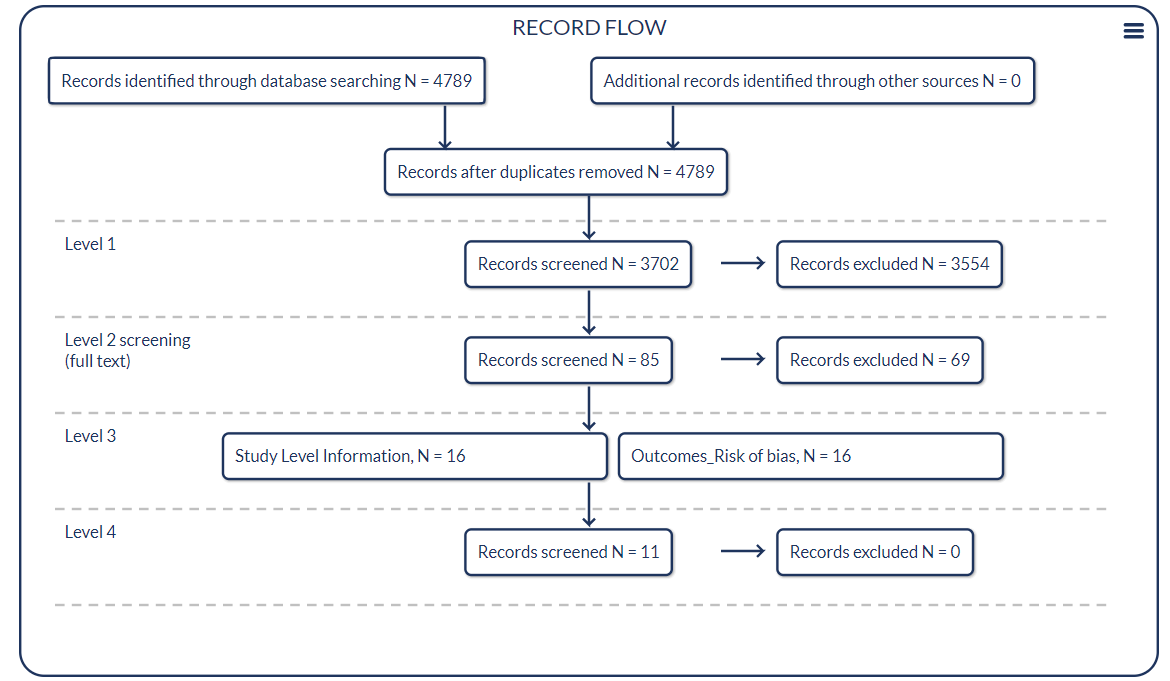 RECORD FLOW
Records identified through database searching N = 4789
Additional records identified through other sources N = 0
Records after duplicates removed N = 4789
Level 1
Records screened N = 3702
Records excluded N = 3554
Level 2 screening
(full text)
Records screened N = 85
Records excluded N = 69
Level 3
Study Level Information, N = 16
Outcomes_Risk of bias, N = 16
Level 4
Records screened N = 11
Records excluded N = 0